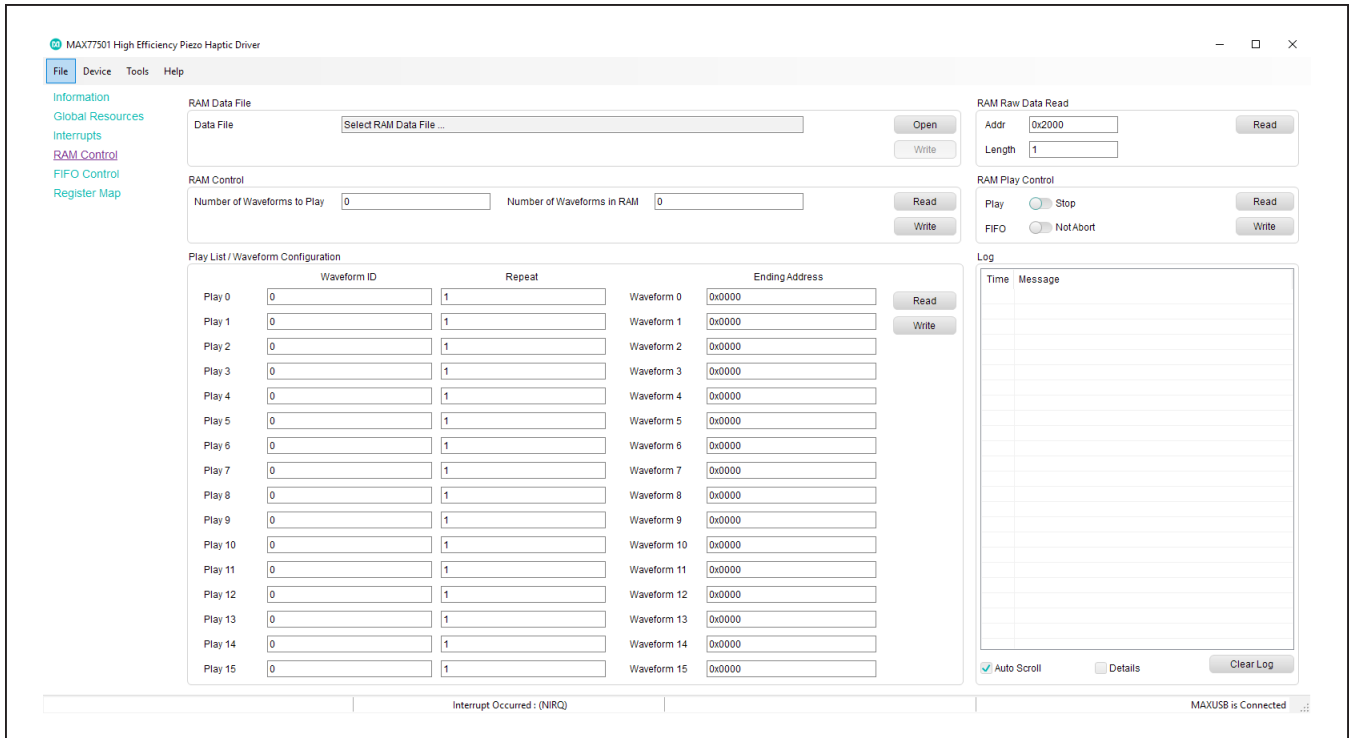 MAX77501 High Efficiency Piezo Haptic Driver
File Device Tools Help
Information
Global Resources
Interrupts
RAM Control
FIFO Control
Register Map
RAM Data File
Data File Select RAM Data File ... Open
Write
RAM Control
Number of Waveforms to Play 0 Number of Waveforms in RAM 0 Read
Write
Play List / Waveform Configuration
Waveform ID Repeat Ending Address
Play 0 0 1 Waveform 0 0x0000 Read
Play 1 0 1 Waveform 1 0x0000 Write
Play 2 0 1 Waveform 2 0x0000
Play 3 0 1 Waveform 3 0x0000
Play 4 0 1 Waveform 4 0x0000
Play 5 0 1 Waveform 5 0x0000
Play 6 0 1 Waveform 6 0x0000
Play 7 0 1 Waveform 7 0x0000
Play 8 0 1 Waveform 8 0x0000
Play 9 0 1 Waveform 9 0x0000
Play 10 0 1 Waveform 10 0x0000
Play 11 0 1 Waveform 11 0x0000
Play 12 0 1 Waveform 12 0x0000
Play 13 0 1 Waveform 13 0x0000
Play 14 0 1 Waveform 14 0x0000
Play 15 0 1 Waveform 15 0x0000
RAM Raw Data Read
Addr 0x2000 Read
Length 1
RAM Play Control
Play Stop Read
FIFO Not Abort Write
Log
Time Message
Auto Scroll Details Clear Log
Interrupt Occurred : (NIRQ) MAXUSB is Connected